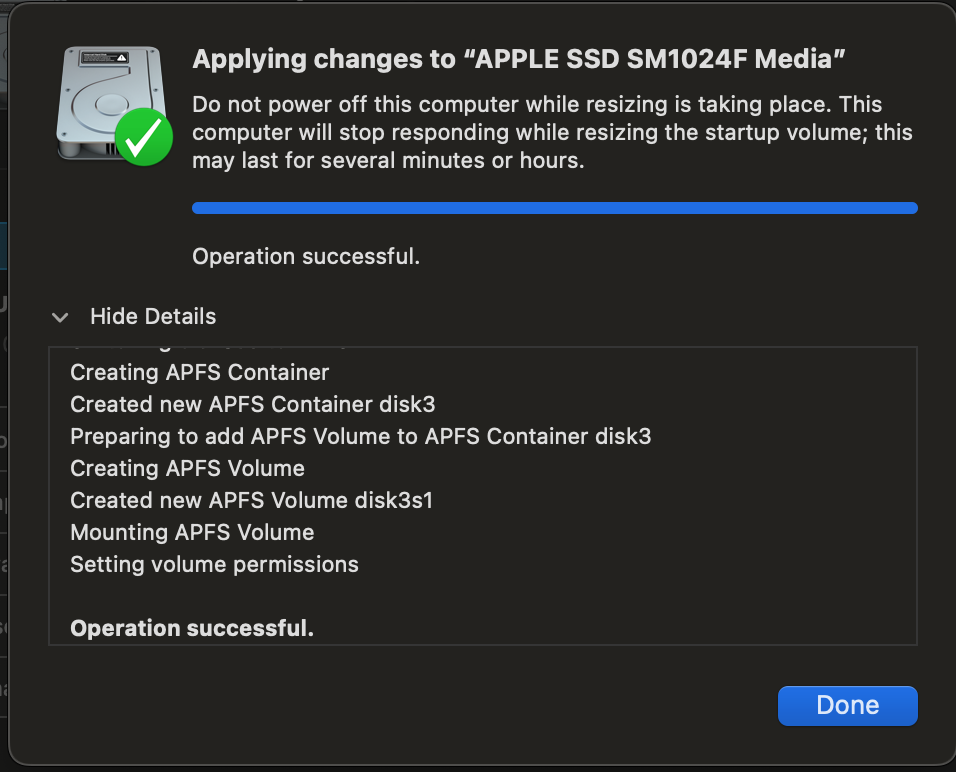 Applying changes to “APPLE SSD SM1024F Media”
Do not power off this computer while resizing is taking place. This
computer will stop responding while resizing the startup volume; this
may last for several minutes or hours.
Operation successful.
Hide Details
Creating APFS Container
Created new APFS Container disk3
Preparing to add APFS Volume to APFS Container disk3
Creating APFS Volume
Created new APFS Volume disk3s1
Mounting APFS Volume
Setting volume permissions
Operation successful.
Done